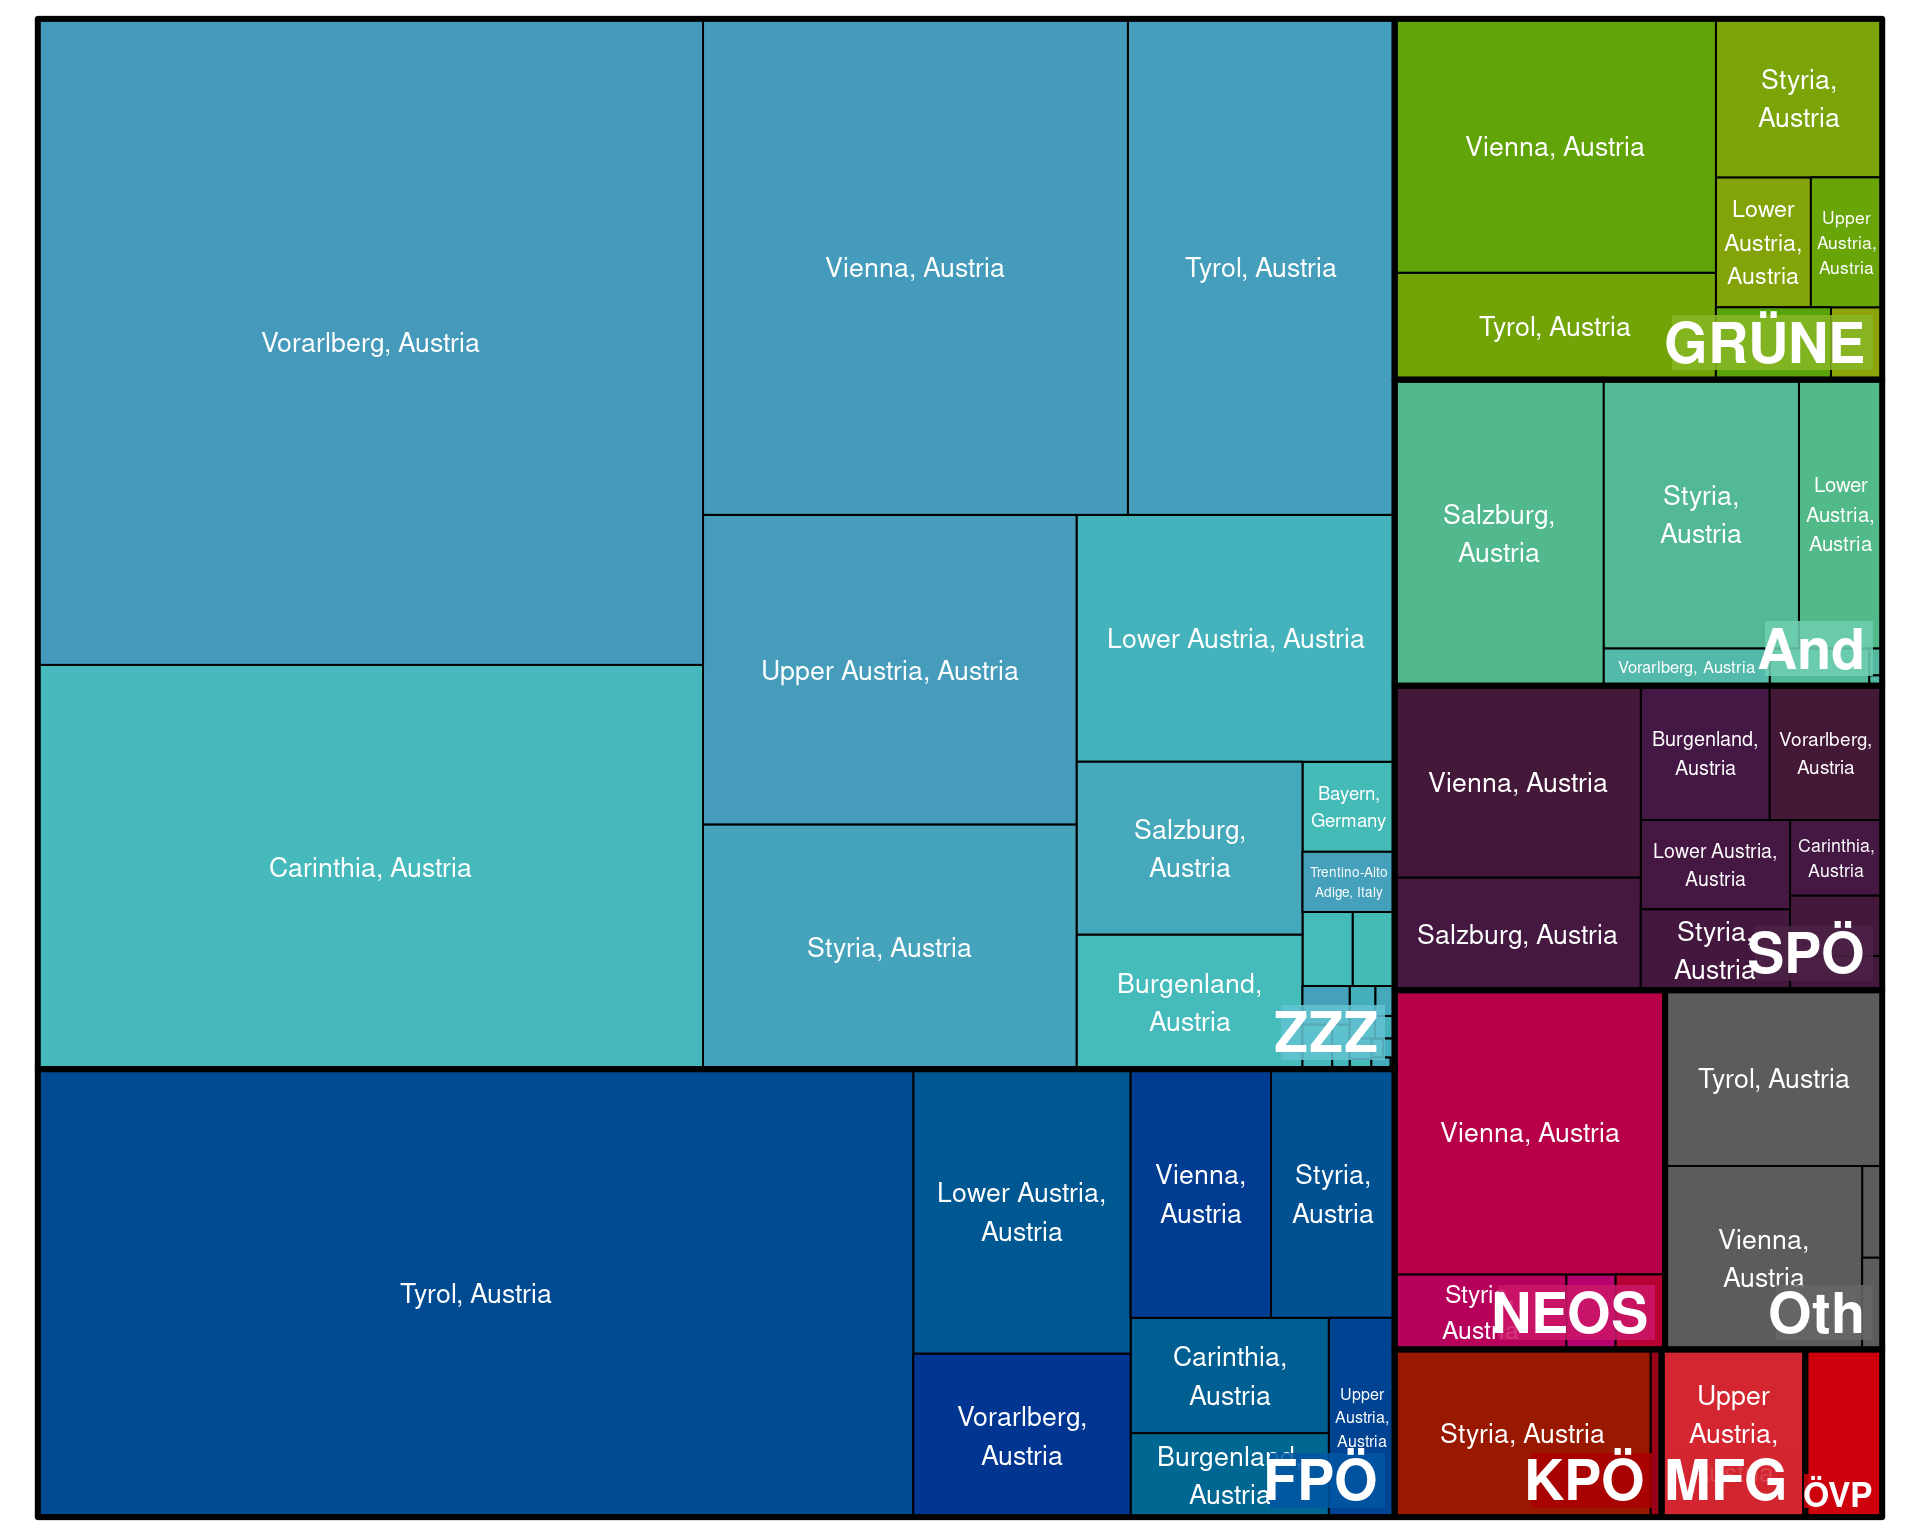 Vorarlberg, Austria
Vienna, Austria
Tyrol, Austria
Carinthia, Austria
Upper Austria, Austria
Lower Austria, Austria
Styria, Austria
Salzburg,
Austria
Bayern,
Germany
Trentino-Alto
Adige, Italy
Burgenland,
Austria
ZZZ
Tyrol, Austria
Lower Austria,
Austria
Vorarlberg,
Austria
Vienna,
Austria
Styria,
Austria
Carinthia,
Austria
Burgenland
Austria
Upper
Austria,
Austria
FPÖ
Vienna, Austria
Styria,
Austria
Lower
Austria,
Austria
Upper
Austria,
Austria
Tyrol, Austria
GRÜNE
Salzburg,
Austria
Styria,
Austria
Lower
Austria,
Austria
Vorarlberg, Austria
And
Vienna, Austria
Burgenland,
Austria
Vorarlberg,
Austria
Lower Austria,
Austria
Carinthia,
Austria
Salzburg, Austria
Styria,
Austria
SPÖ
Vienna, Austria
Styria
Austria
NEOS
Tyrol, Austria
Vienna,
Austria
Oth
Styria, Austria
KPÖ
Upper
Austria,
Austria
MFG
ÖVP